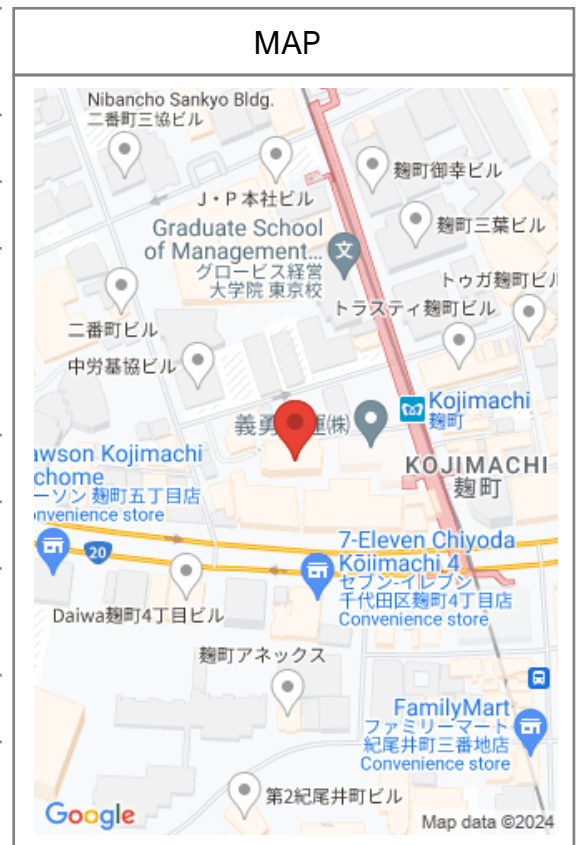 MAP
Nibancho Sankyo Bldg.
二番町三協ビル
J・P本社ビル
麹町御幸ビル
麹町三葉ビル
Graduate School
of Management...
グロービス経営
大学院 東京校
文
トゥガ麹町ビル
トラスティ麹町ビル
二番町ビル
中労基協ビル
Kojimachi
麹町
義勇
運㈱
KOJIMACHI
麹町
awson Kojimachi
chome
ーソン 麹町五丁目店
onvenience store
20
7-Eleven Chiyoda
Kōjimachi 4
セブン-イレブン
千代田区麹町4丁目店
Convenience store
Daiwa麹町4丁目ビル
麹町アネックス
FamilyMart
ファミリーマート
紀尾井町三番地店
Convenience store
第2紀尾井町ビル
Google
Map data ©2024